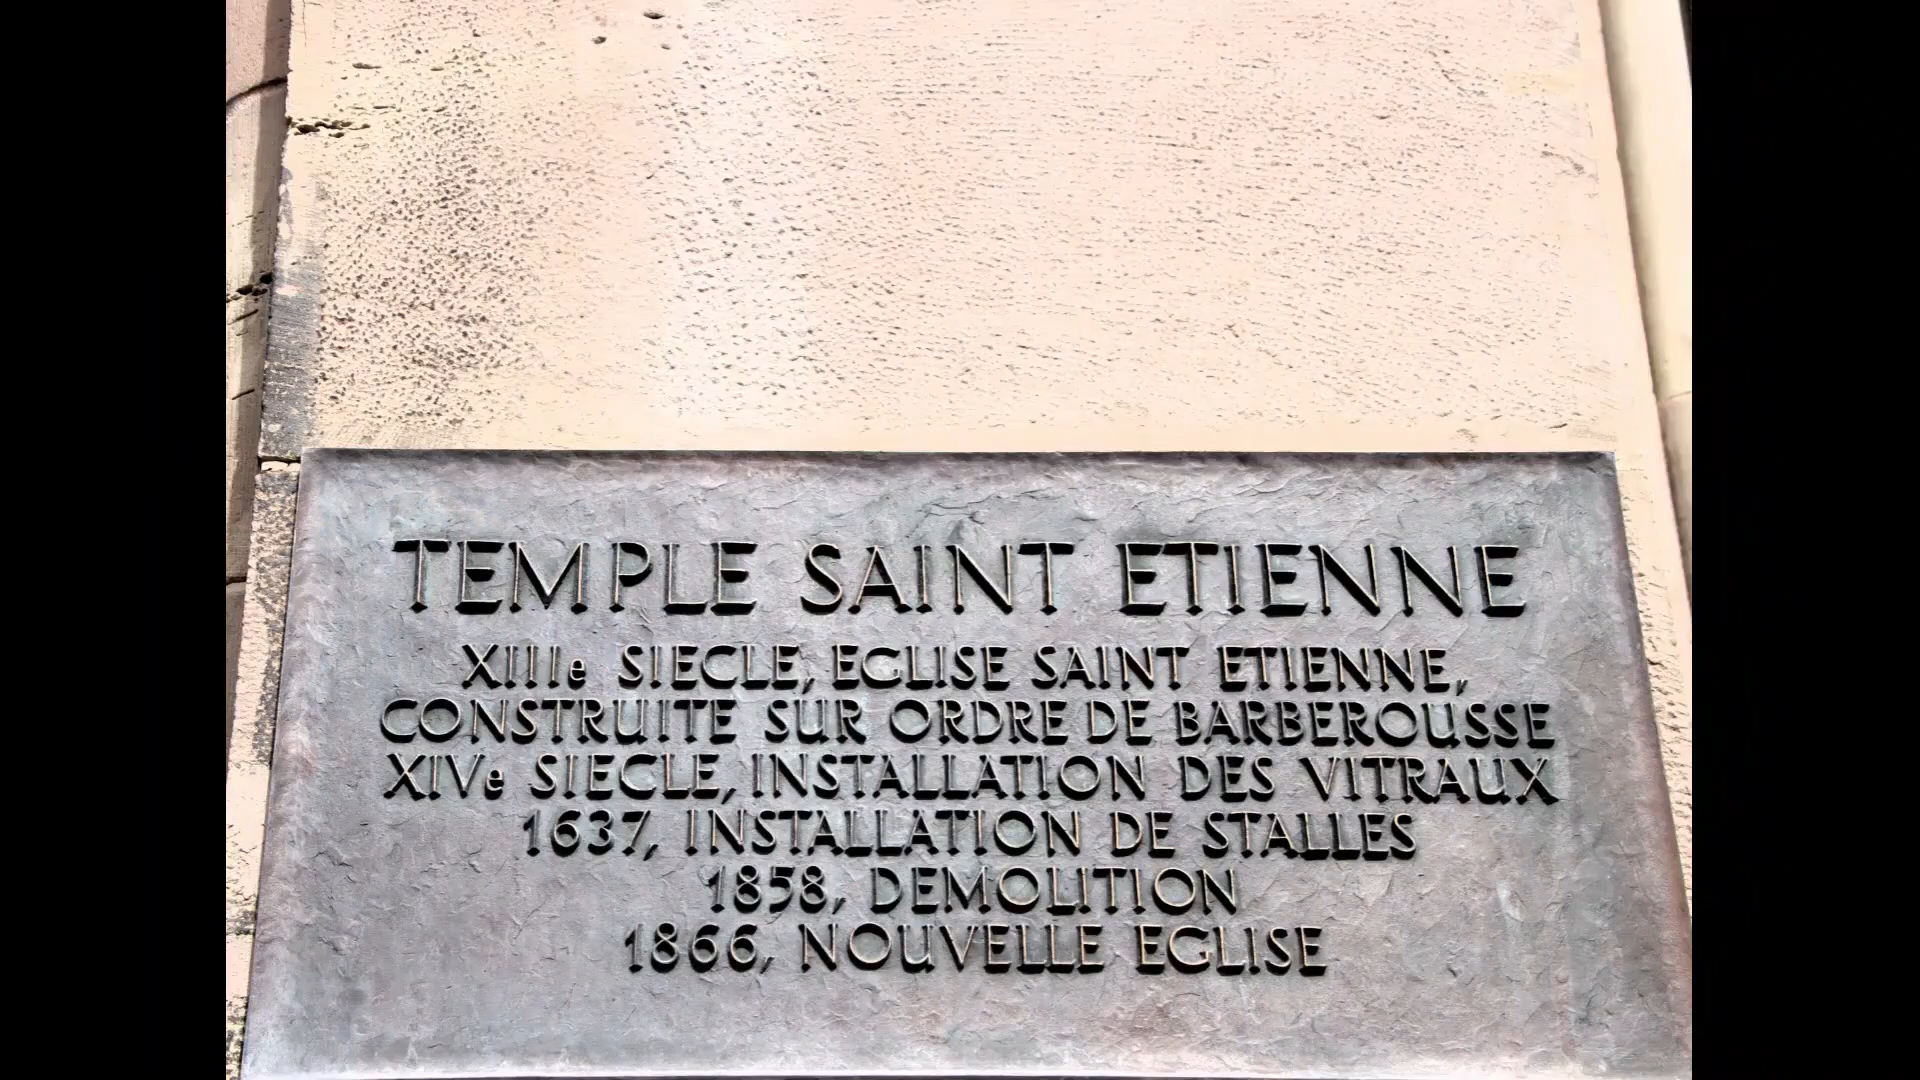 TEMPLE SAINT ETIENNE
XIIIe SIECLE, EGLISE SAINT ETIENNE,
CONSTRUITE SUR ORDRE DE BARBEROUSSE
XIVe SIECLE, INSTALLATION DES VITRAUX
1637, INSTALLATION DE STALLES
1858, DEMOLITION
1866, NOUVELLE EGLISE